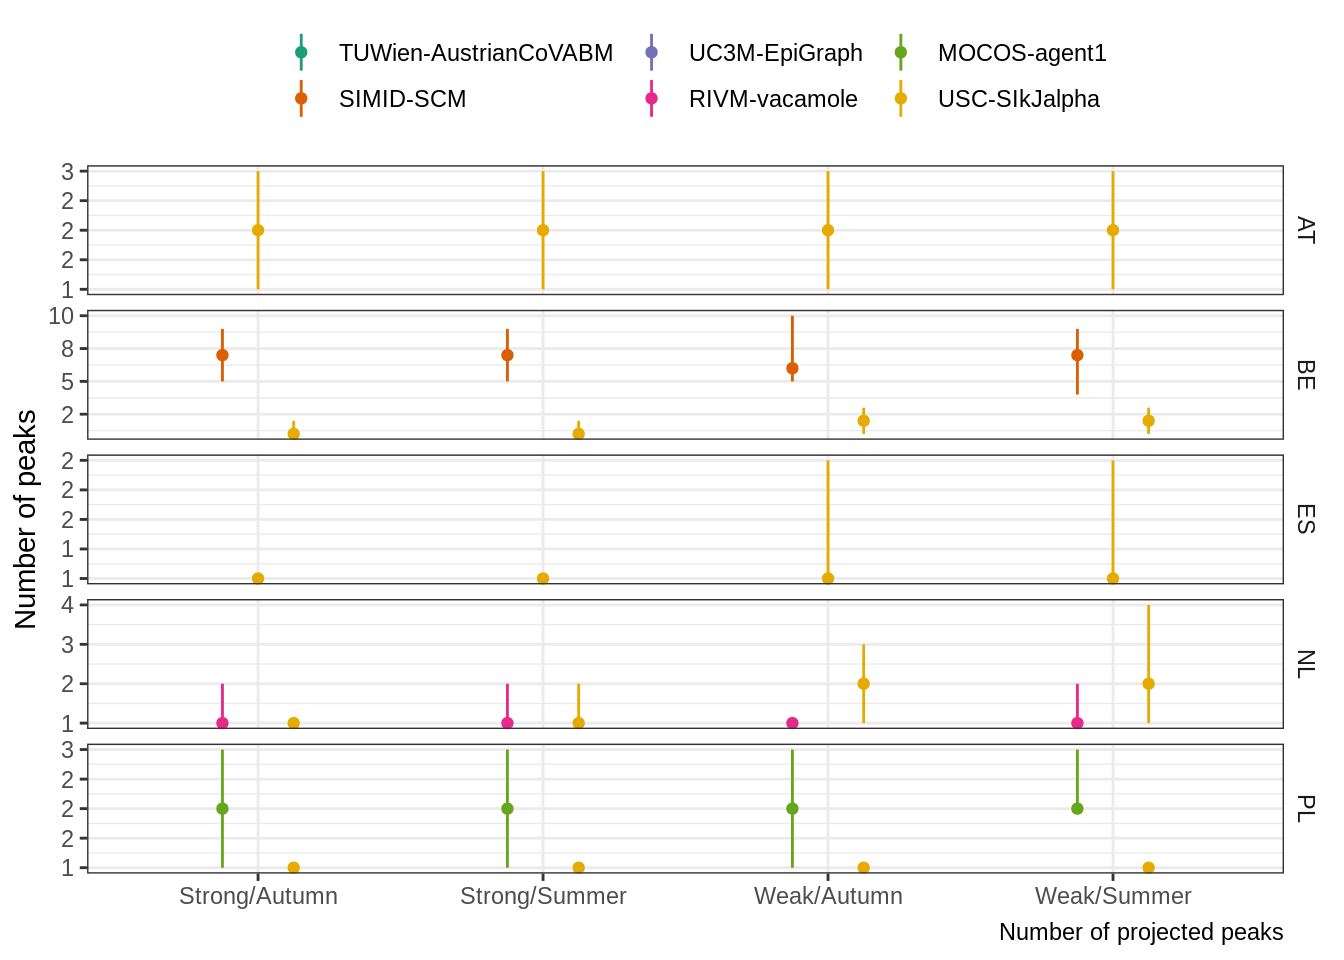 TUWien-AustrianCoVABM UC3M-EpiGraph MOCOS-agent1
SIMID-SCM RIVM-vacamole USC-SIkJalpha
Number of peaks
3
2
2
2
1
AT
10
8
5
2
BE
2
2
2
1
1
ES
4
3
2
1
NL
3
2
2
2
1
PL
Strong/Autumn Strong/Summer Weak/Autumn Weak/Summer
Number of projected peaks